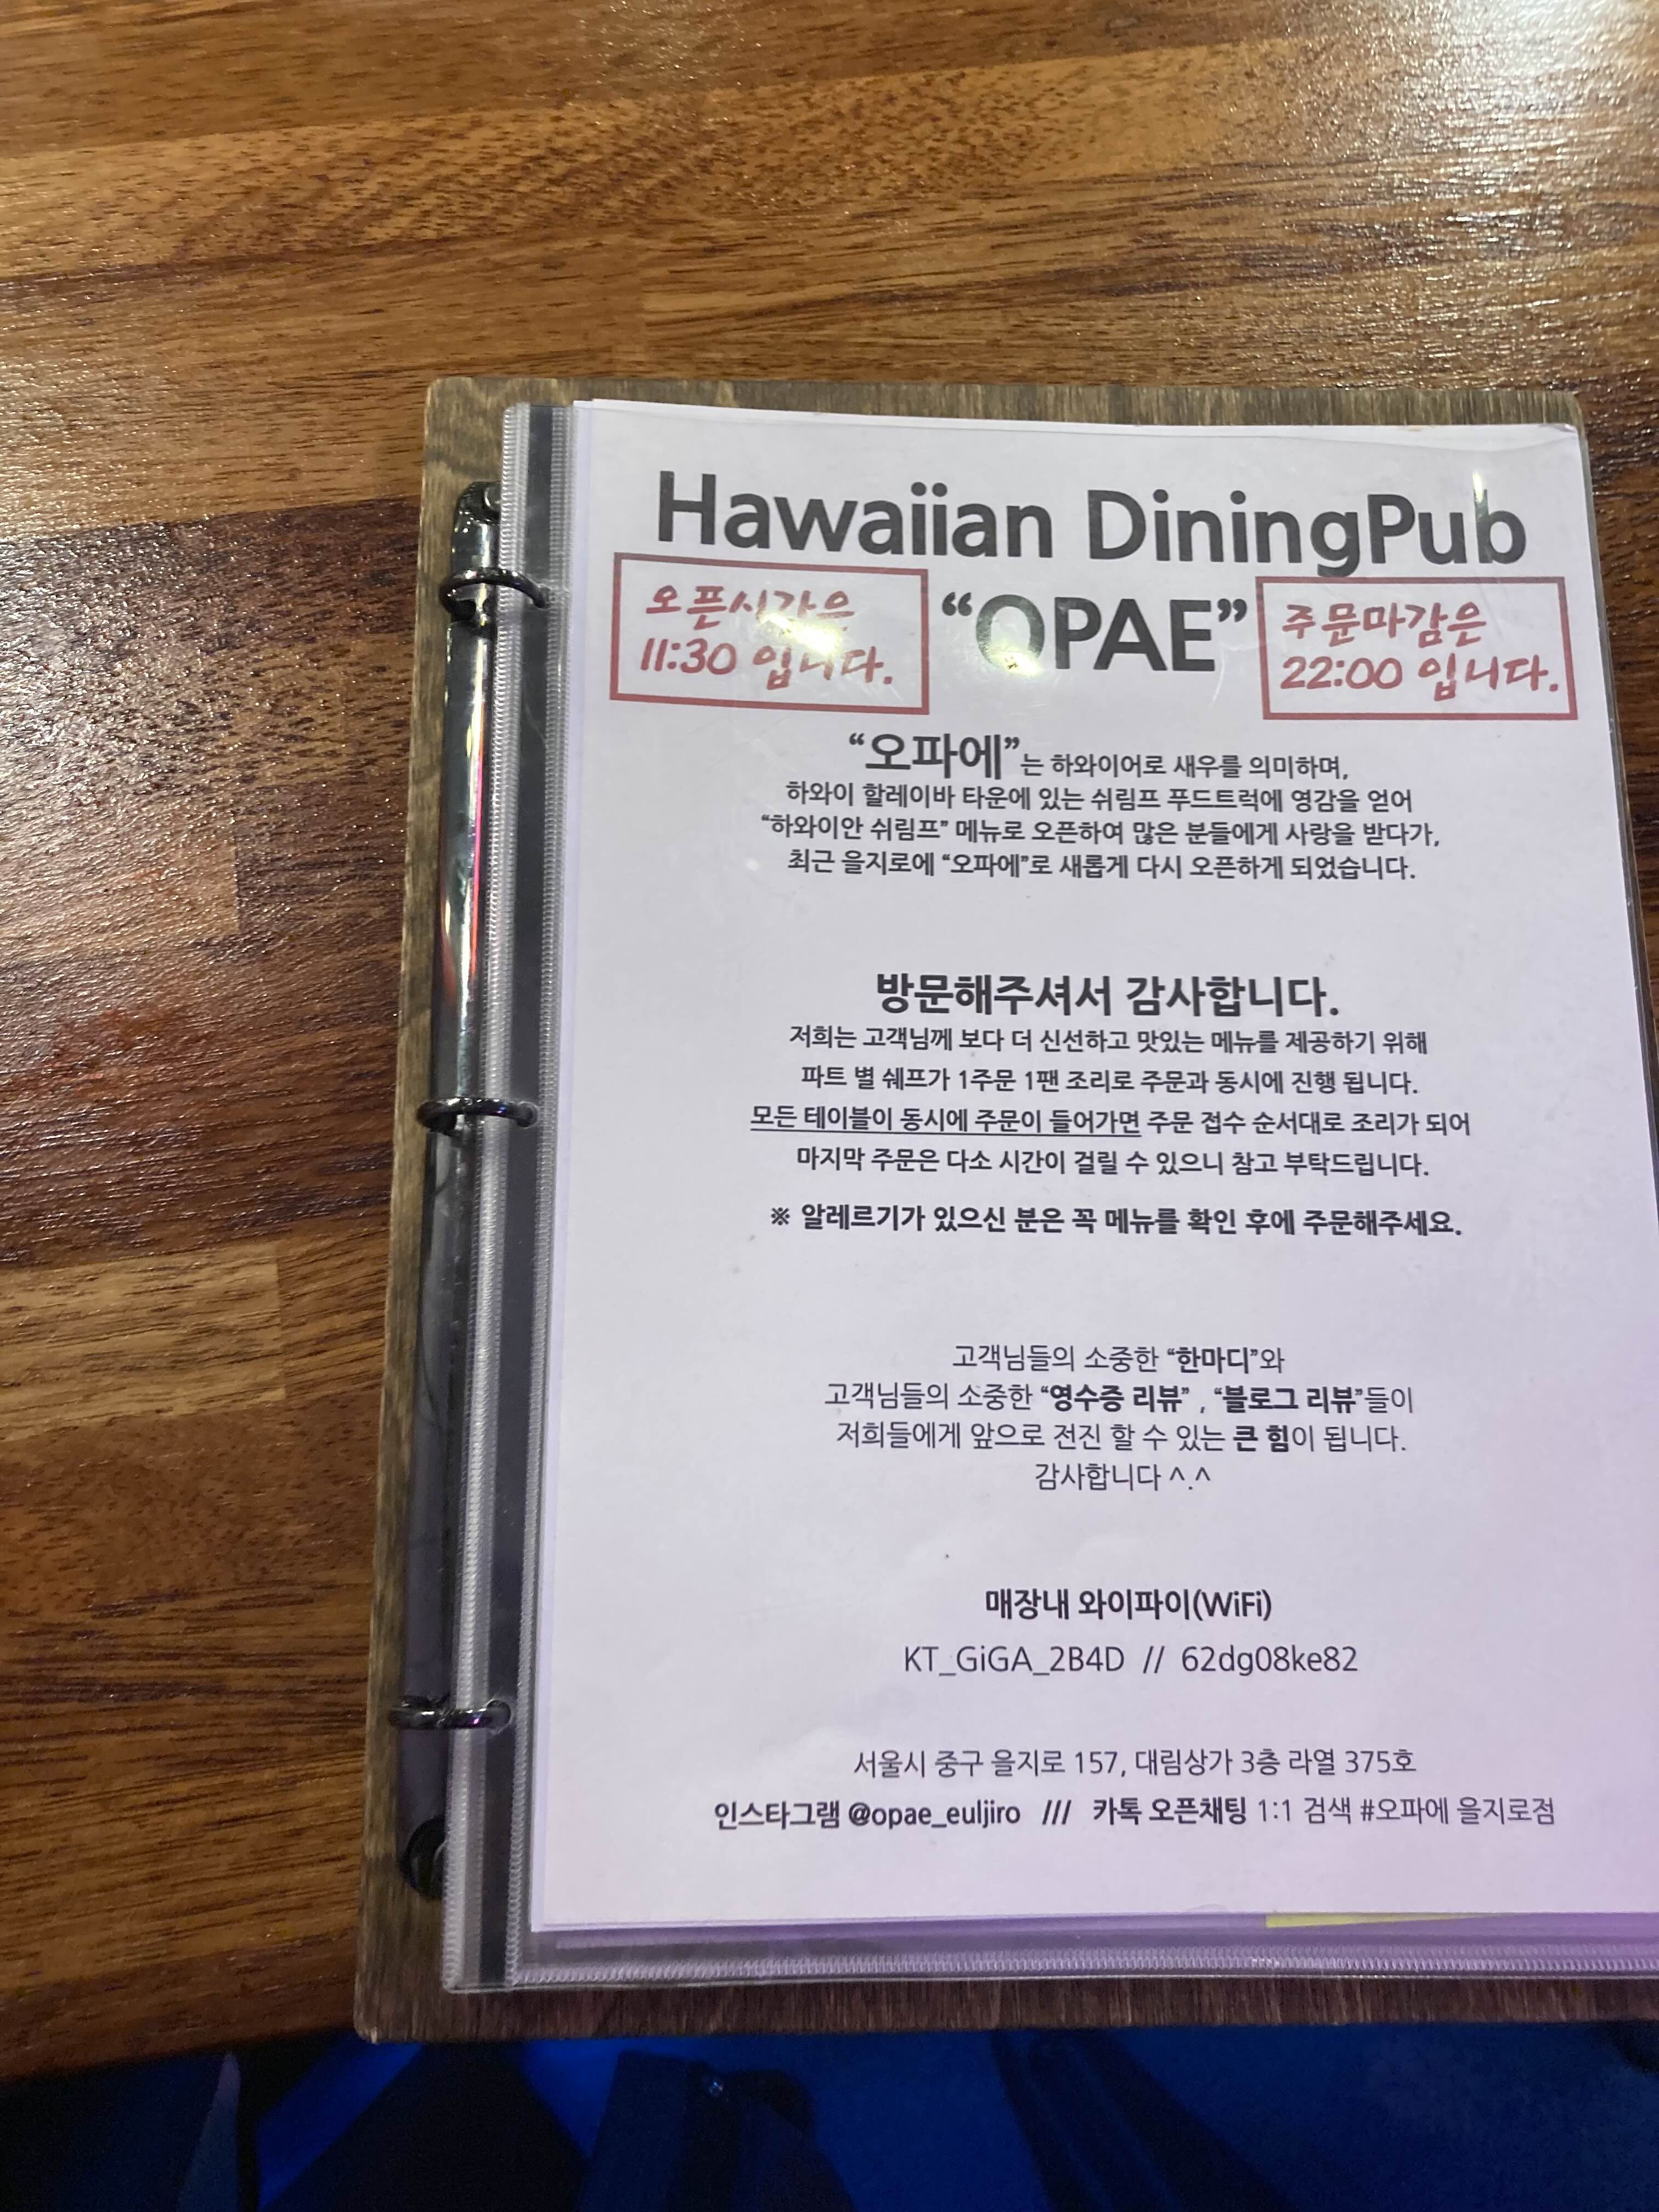 Hawaiian DiningPub
오픈시간은
11:30 입니다.
“OPAE”
주문마감은
22:00 입니다.
“오파에”는 하와이어로 새우를 의미하며,
하와이 할레이바 타운에 있는 쉬림프 푸드트럭에 영감을 얻어
“하와이안 쉬림프” 메뉴로 오픈하여 많은 분들에게 사랑을 받다가,
최근 을지로에 “오파에”로 새롭게 다시 오픈하게 되었습니다.
방문해주셔서 감사합니다.
저희는 고객님께 보다 더 신선하고 맛있는 메뉴를 제공하기 위해
파트 별 쉐프가 1주문 1팬 조리로 주문과 동시에 진행 됩니다.
모든 테이블이 동시에 주문이 들어가면 주문 접수 순서대로 조리가 되어
마지막 주문은 다소 시간이 걸릴 수 있으니 참고 부탁드립니다.
※ 알레르기가 있으신 분은 꼭 메뉴를 확인 후에 주문해주세요.
고객님들의 소중한 “한마디”와
고객님들의 소중한 “영수증 리뷰” , “블로그 리뷰”들이
저희들에게 앞으로 전진 할 수 있는 큰 힘이 됩니다.
감사합니다 ^.^
매장내 와이파이(WiFi)
KT_GiGA_2B4D // 62dg08ke82
서울시 중구 을지로 157, 대림상가 3층 라열 375호
인스타그램 @opae_euljiro /// 카톡 오픈채팅 1:1 검색 #오파에 을지로점